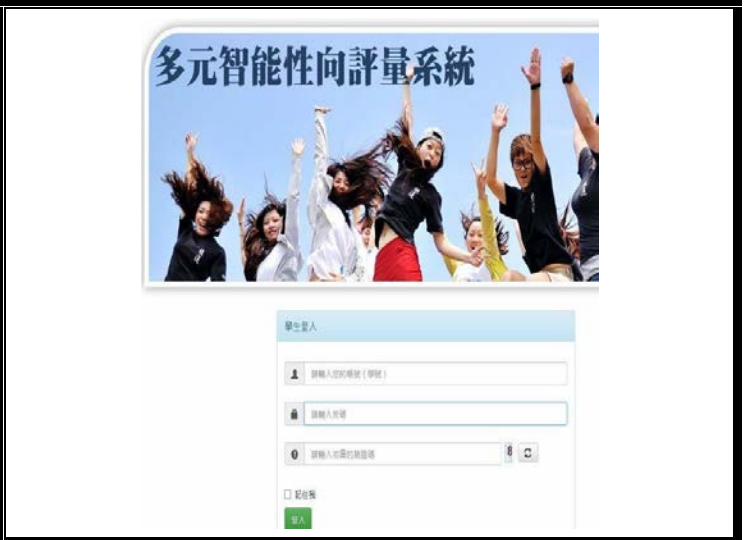 多元智能性向評量系統
學生登入
請輸入您的帳號（學號）
請輸入密碼
請輸入右邊的驗證碼
8
記住我
登入